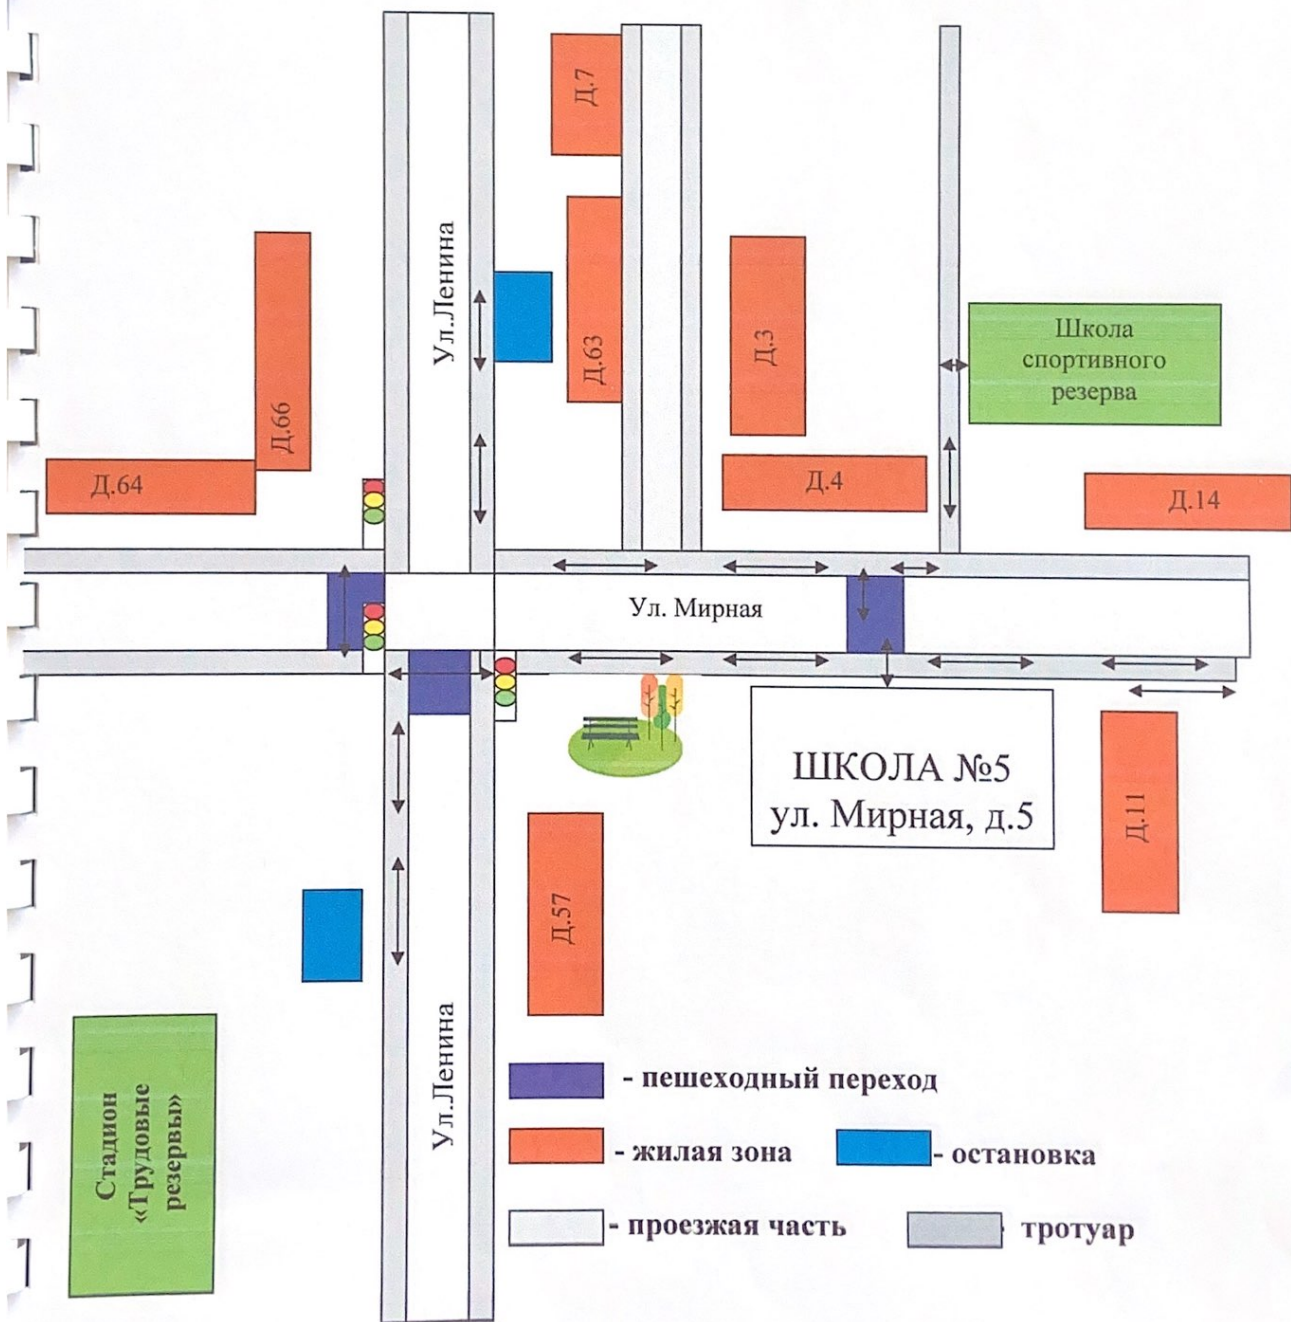 Д.7
Ул.Ленина
Д.63
Д.3
Школа
спортивного
резерва
Д.66
Д.64
Д.4
Д.14
Ул. Мирная
ШКОЛА №5
ул. Мирная, д.5
Д.11
Д.57
Ул.Ленина
Стадион
«Трудовые
резервы»
- пешеходный переход
- жилая зона
- остановка
- проезжая часть
тротуар